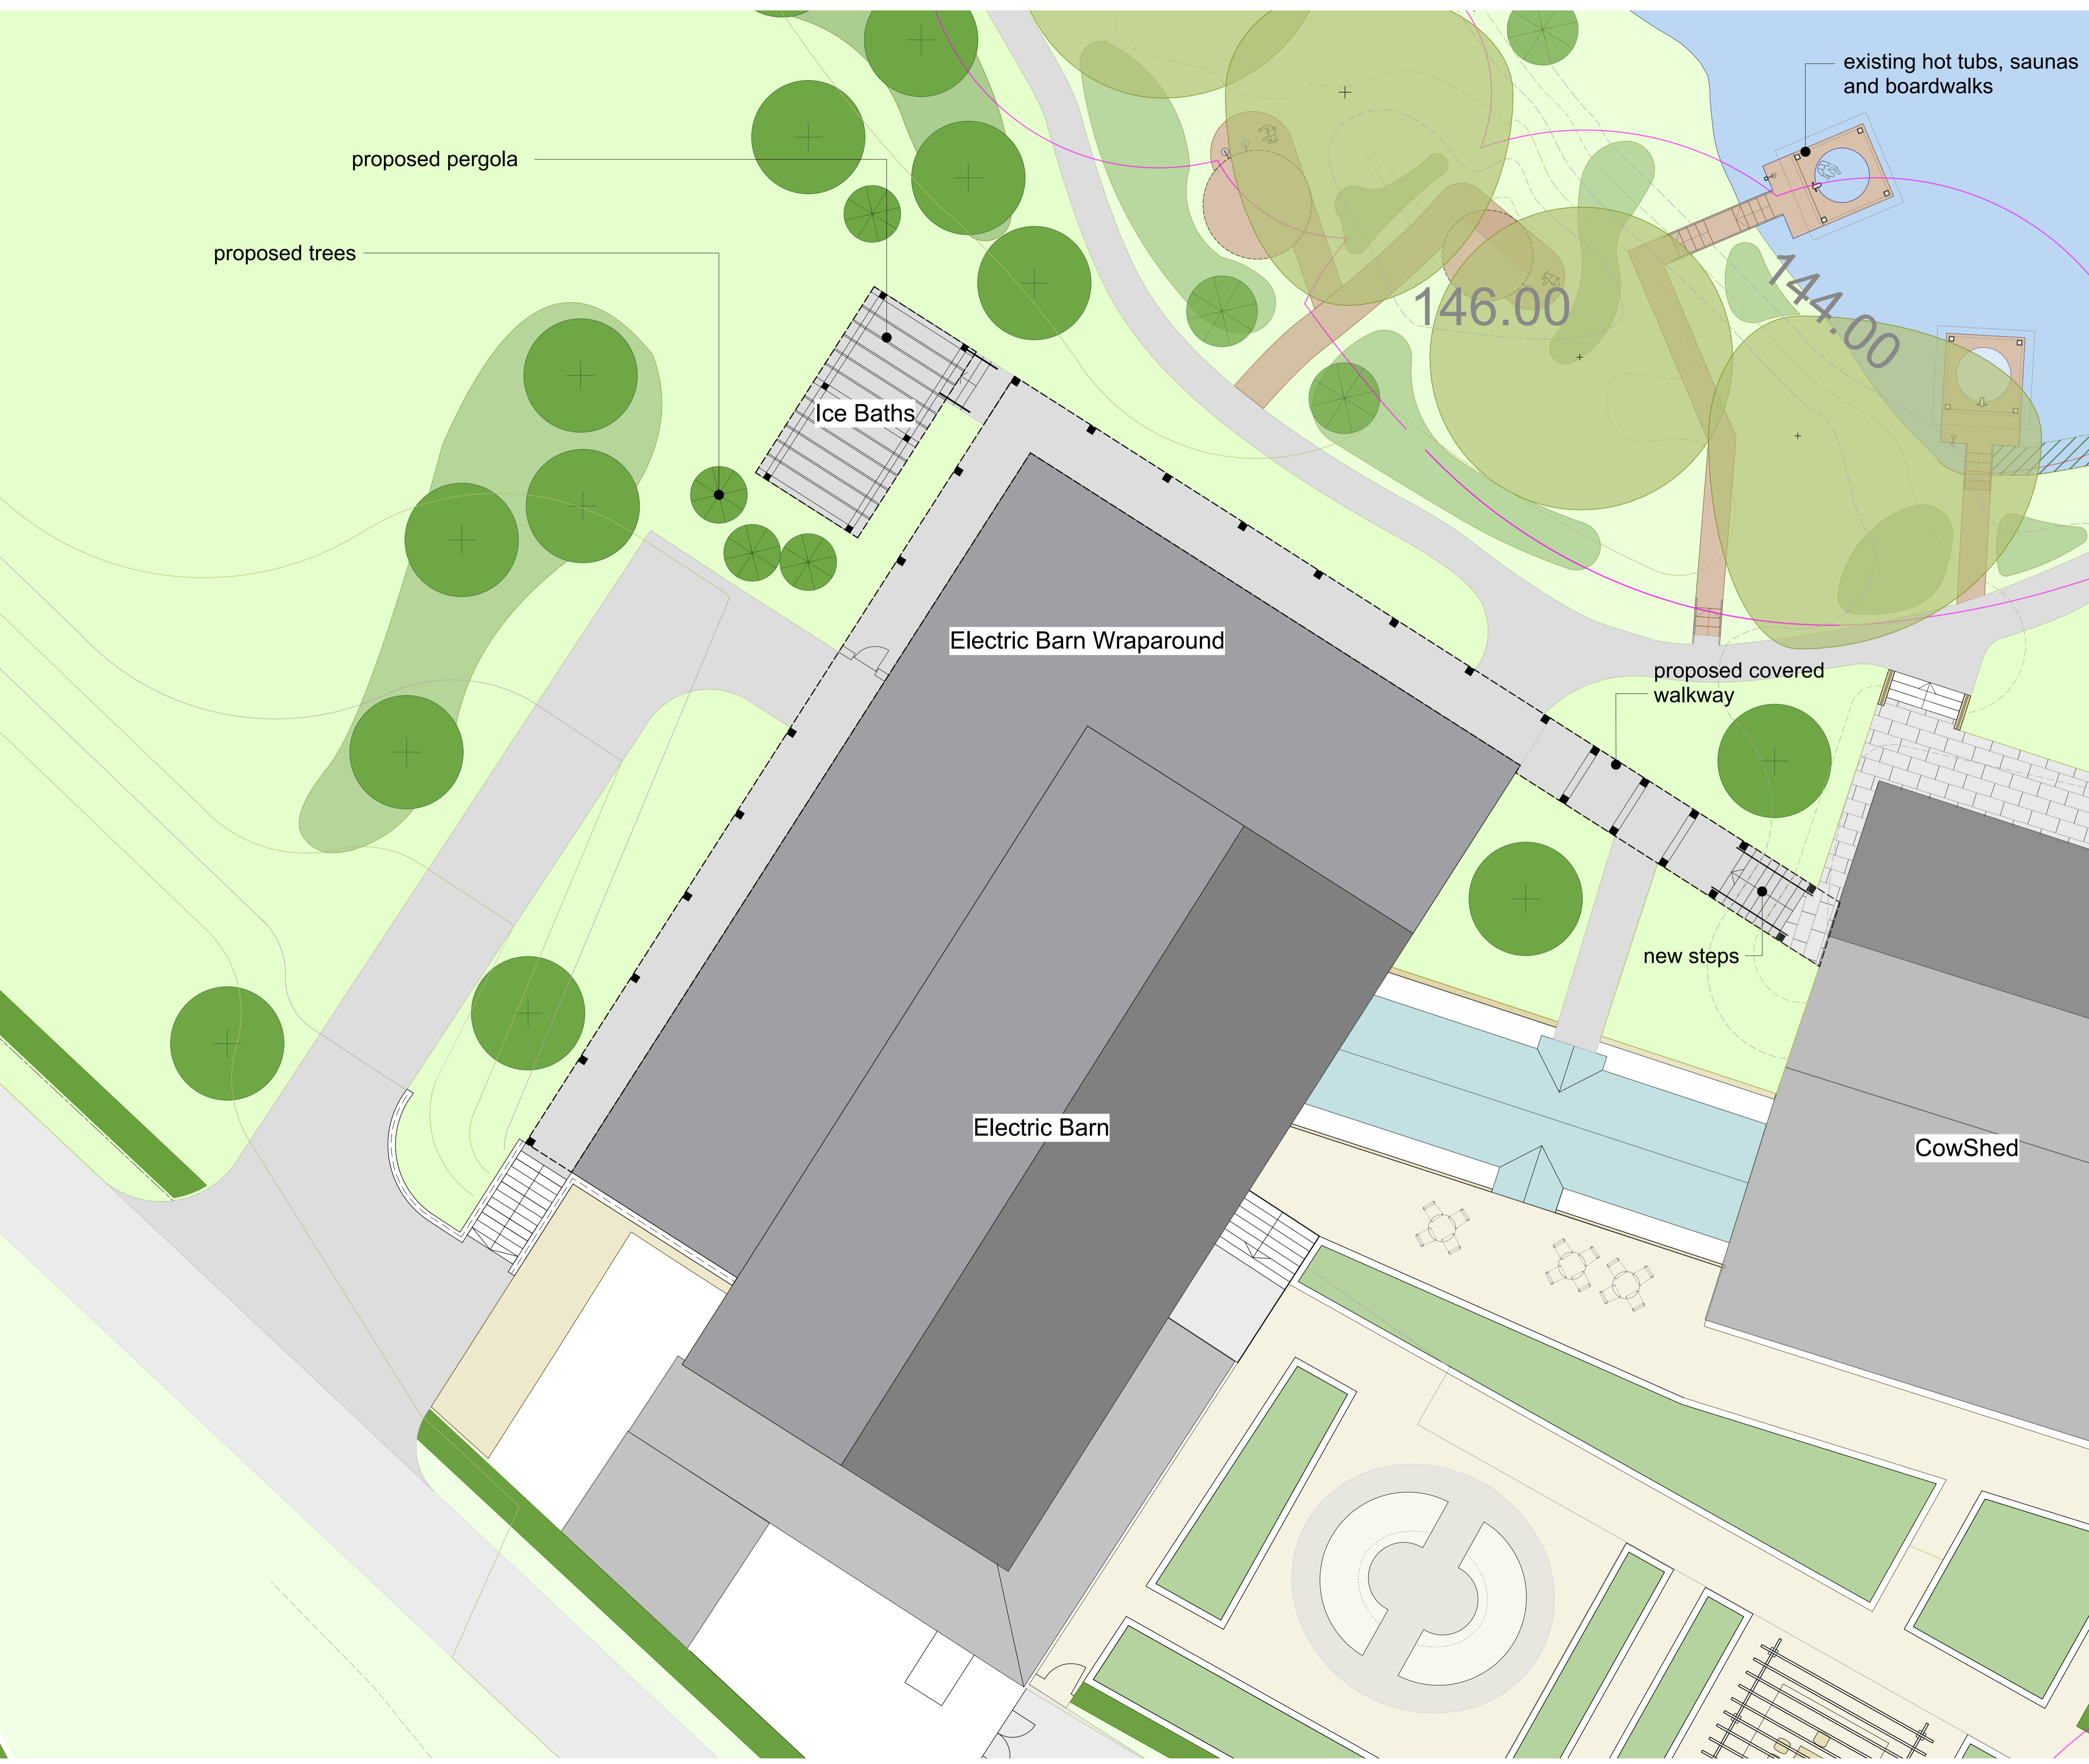 existing hot tubs, saunas
and boardwalks
proposed pergola
proposed trees
146.00
144.00
Ice Baths
Electric Barn Wraparound
proposed covered
walkway
new steps
Electric Barn
CowShed